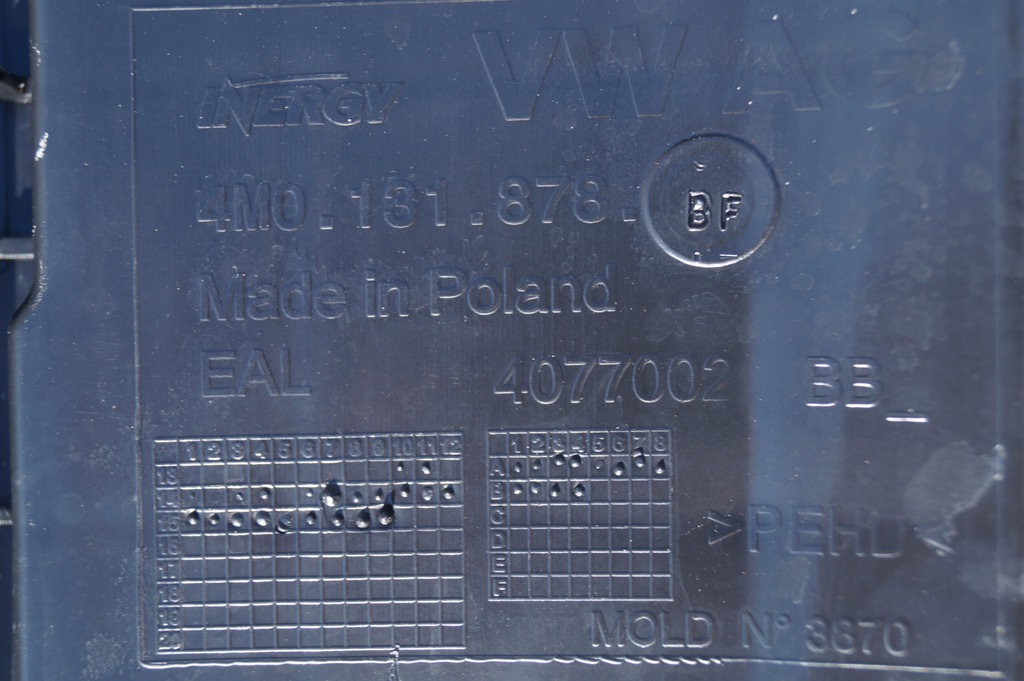 INERGY VW AG
4M0.131.878. BF
Made in Poland
EAL 4077002 BB_
1 2 3 4 5 6 7 8 9 10 11 12
13
14
15
16
17
18
19
20
1 2 3 4 5 6 7 8
A
B
C
D
E
F
>PEHD<
MOLD N° 3670